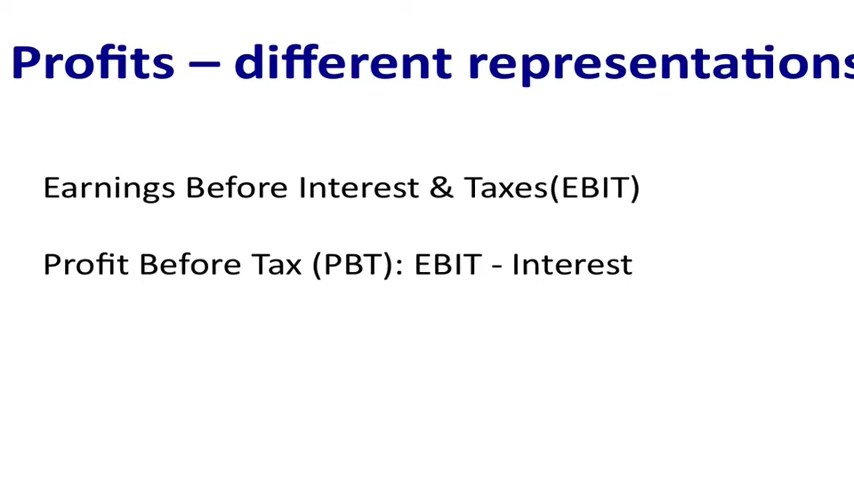 Profits – different representations
Earnings Before Interest & Taxes(EBIT)
Profit Before Tax (PBT): EBIT - Interest